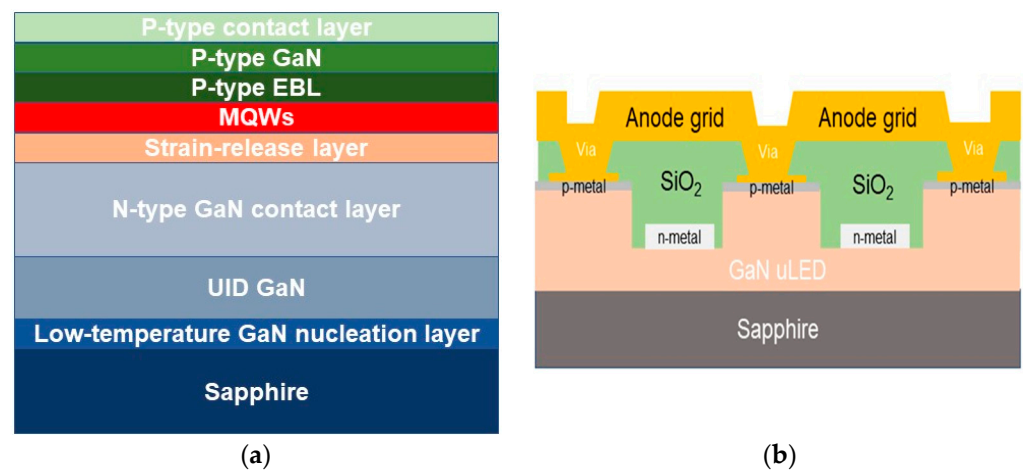 P-type contact layer
P-type GaN
P-type EBL
MQWs
Strain-release layer
N-type GaN contact layer
UID GaN
Low-temperature GaN nucleation layer
Sapphire
(a)
Anode grid Anode grid
Via Via Via
p-metal SiO₂ p-metal SiO₂ p-metal
n-metal n-metal
GaN uLED
Sapphire
(b)